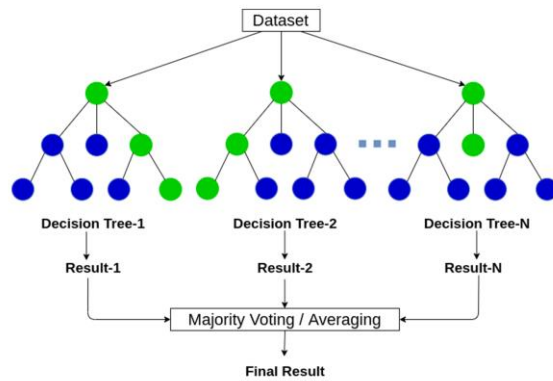 Dataset
Decision Tree-1
Decision Tree-2
Decision Tree-N
Result-1
Result-2
Result-N
Majority Voting / Averaging
Final Result